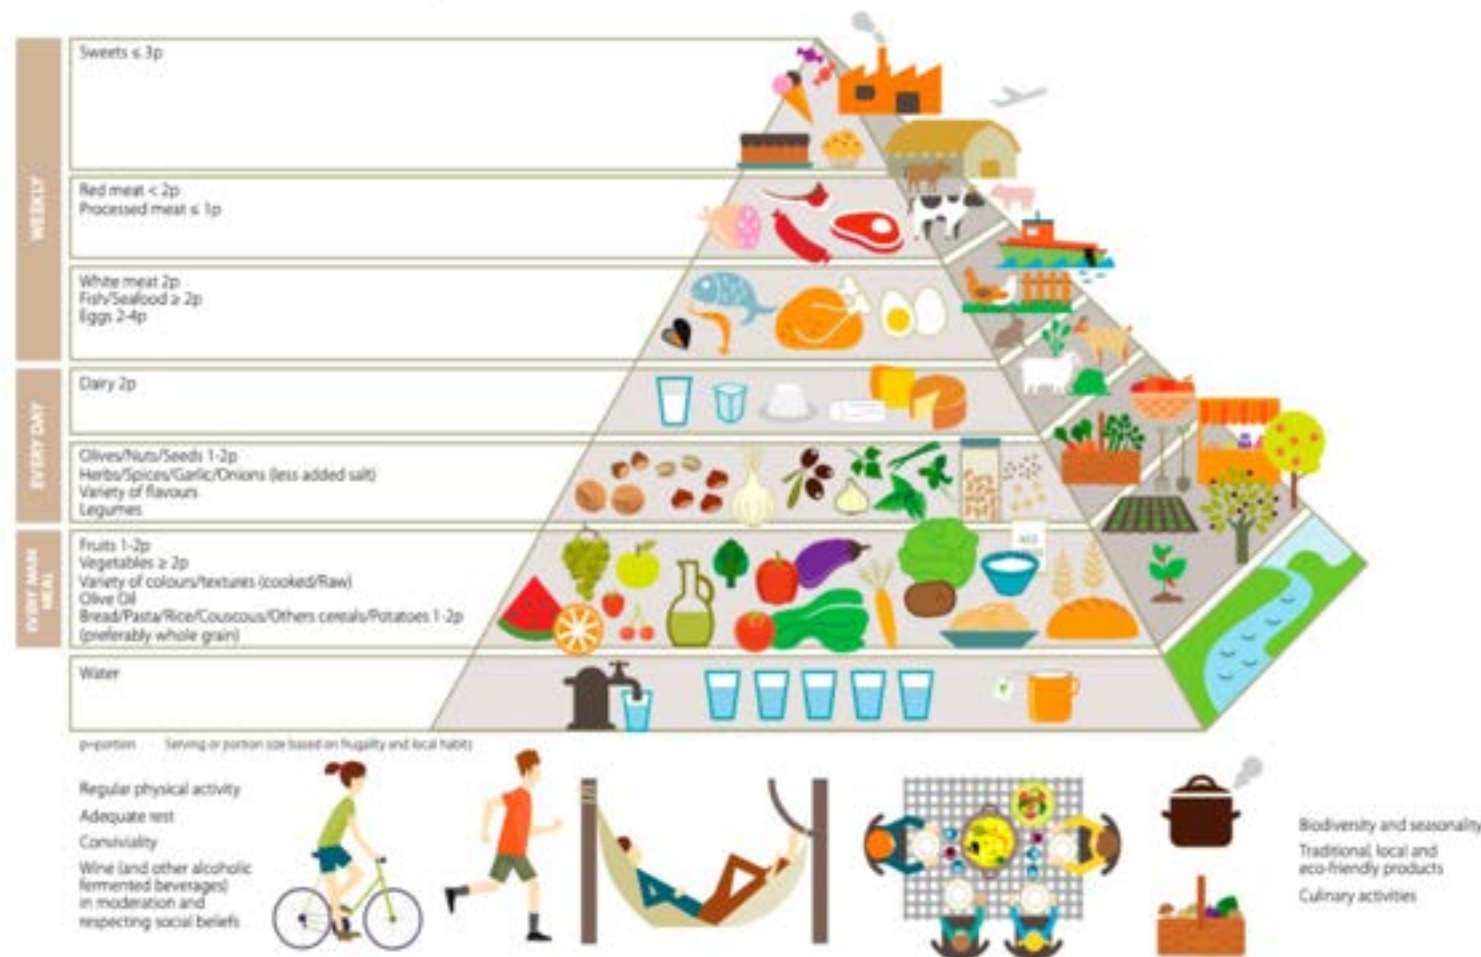 WEEKLY
Sweets ≤ 3p
Red meat < 2p
Processed meat ≤ 1p
White meat 2p
Fish/Seafood ≥ 2p
Eggs 2-4p
EVERY DAY
Dairy 2p
Olives/Nuts/Seeds 1-2p
Herbs/Spices/Garlic/Onions (less added salt)
Variety of flavours
Legumes
EVERY MAIN
MEAL
Fruits 1-2p
Vegetables ≥ 2p
Variety of colours/textures (cooked/Raw)
Olive Oil
Bread/Pasta/Rice/Couscous/Others cereals/Potatoes 1-2p
(preferably whole grain)
Water
p=portion
Serving or portion size based on frugality and local habits
Regular physical activity
Adequate rest
Conviviality
Wine (and other alcoholic
fermented beverages)
in moderation and
respecting social beliefs
Biodiversity and seasonality
Traditional, local and
eco-friendly products
Culinary activities